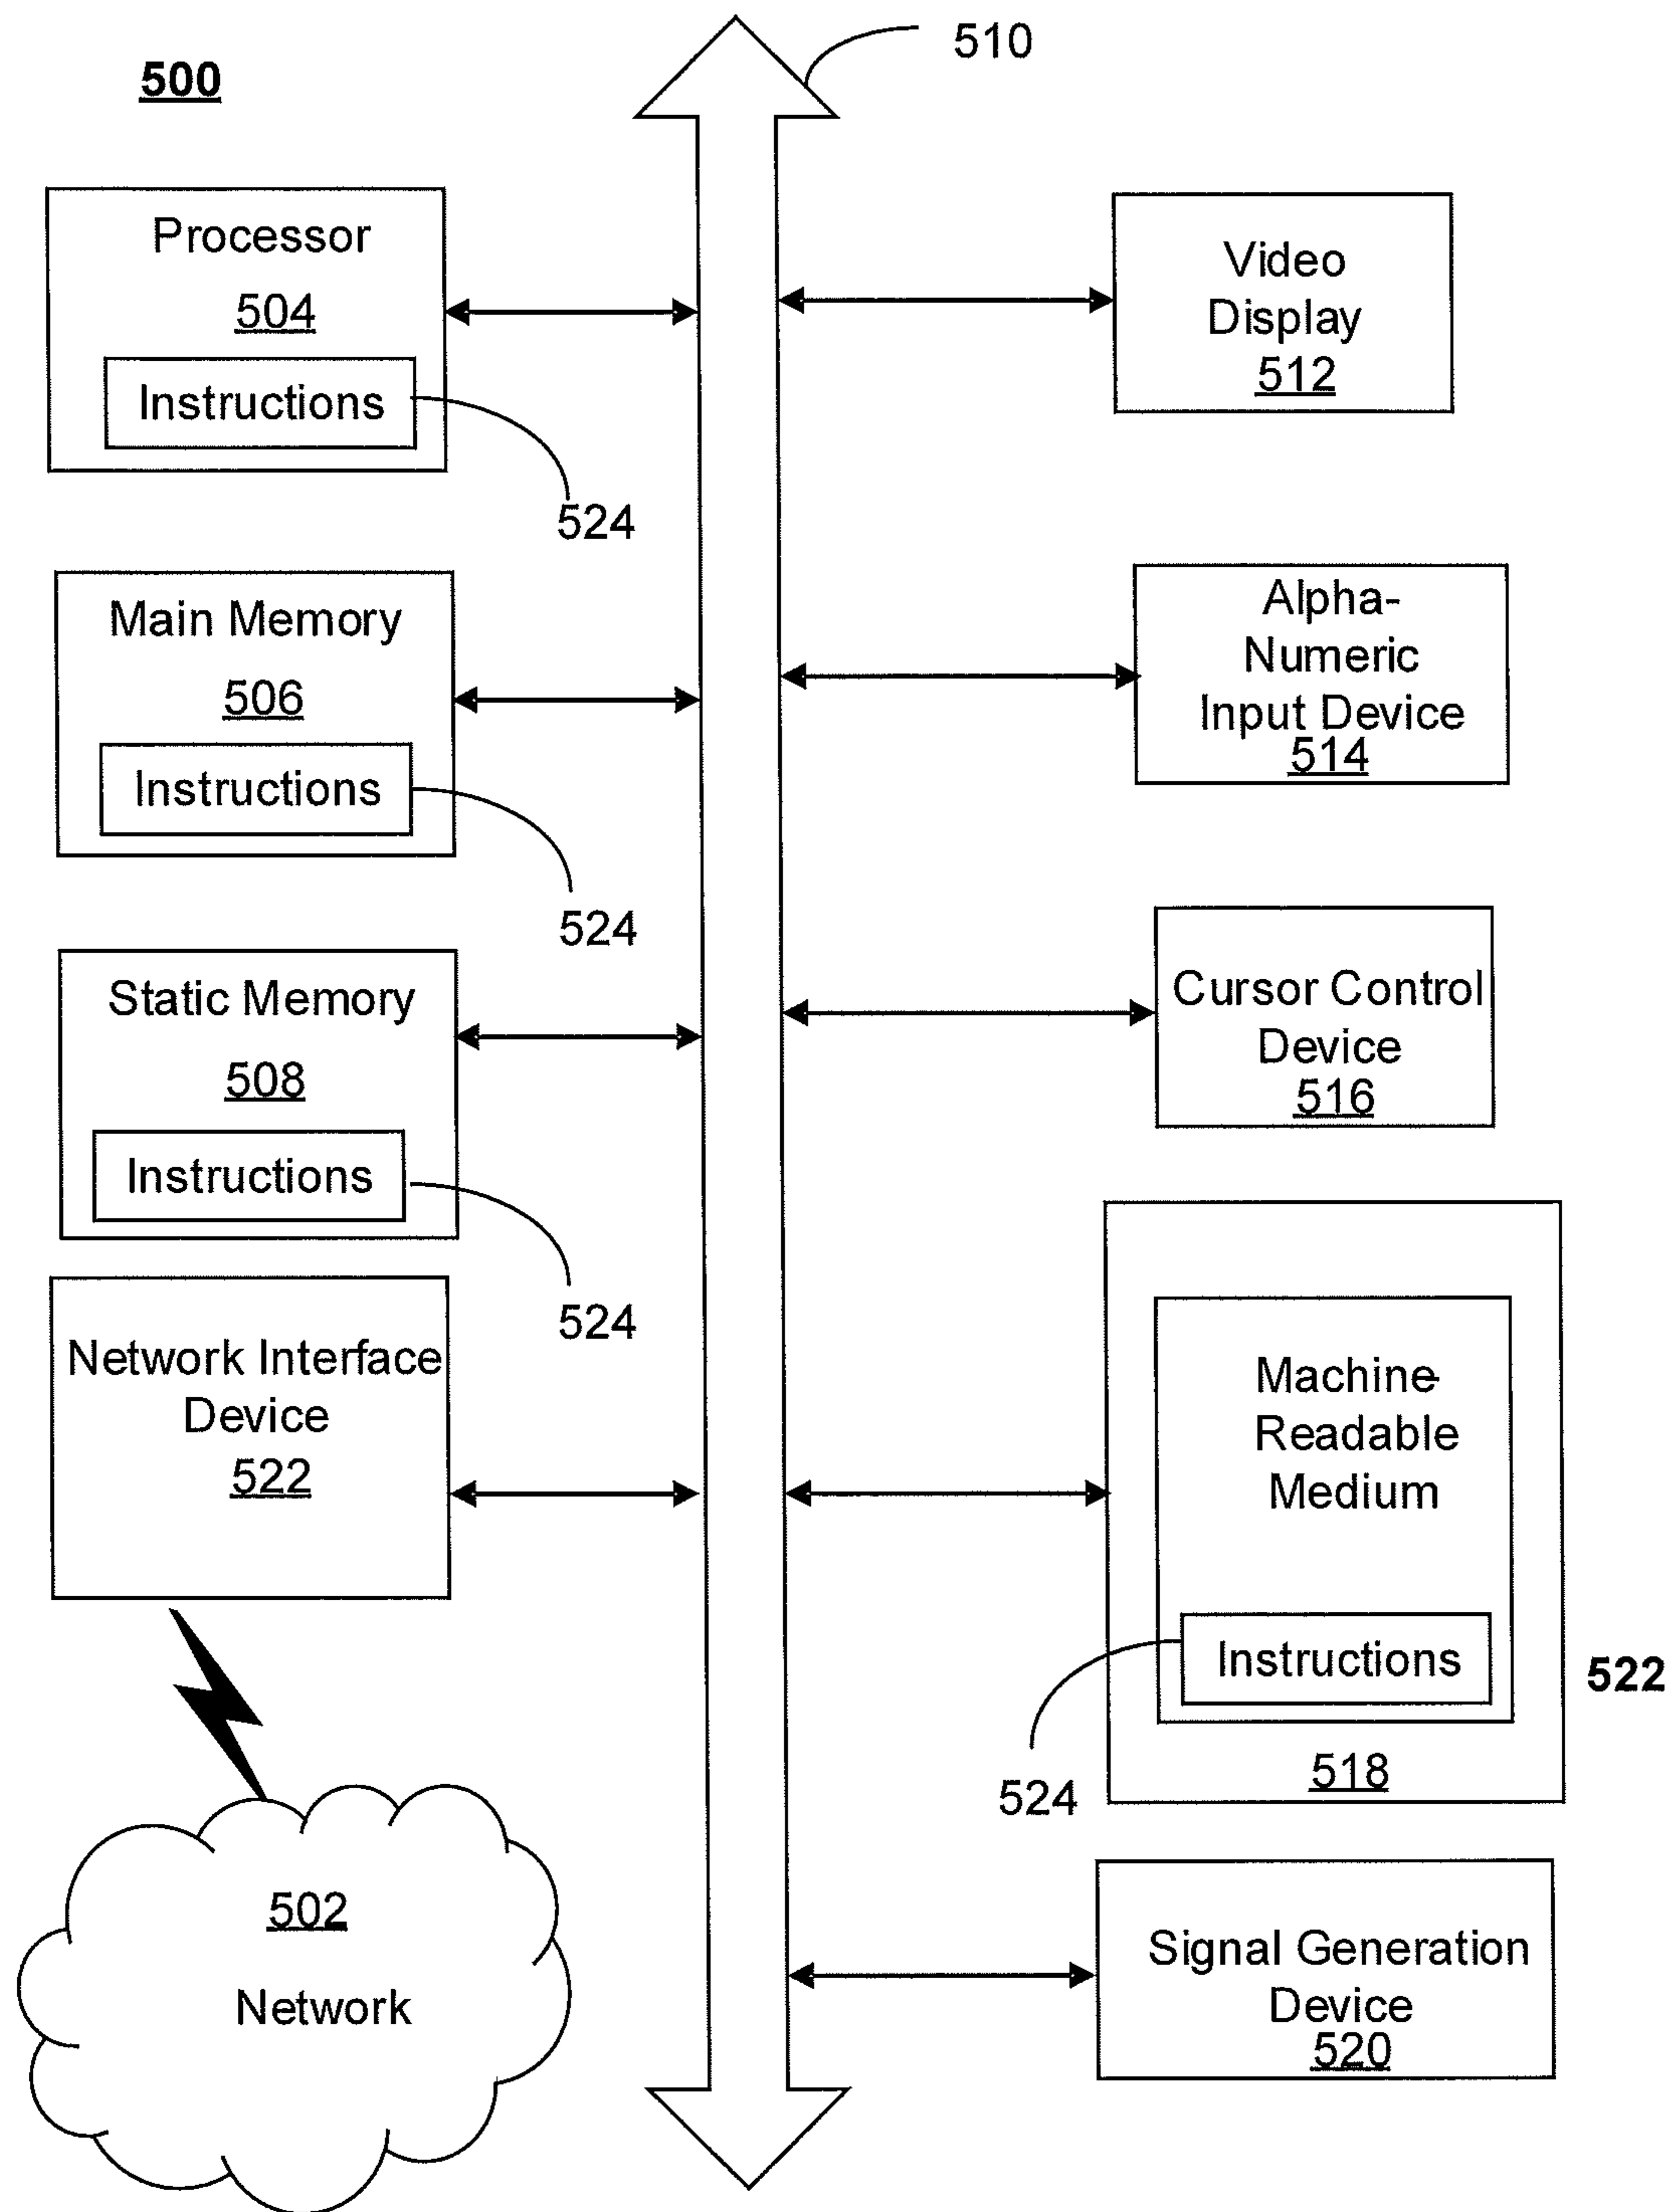 500
510
Processor
504
Instructions
524
Main Memory
506
Instructions
524
Static Memory
508
Instructions
524
Network Interface
Device
522
502
Network
Video
Display
512
Alpha-
Numeric
Input Device
514
Cursor Control
Device
516
Machine-
Readable
Medium
Instructions
524
518
522
Signal Generation
Device
520